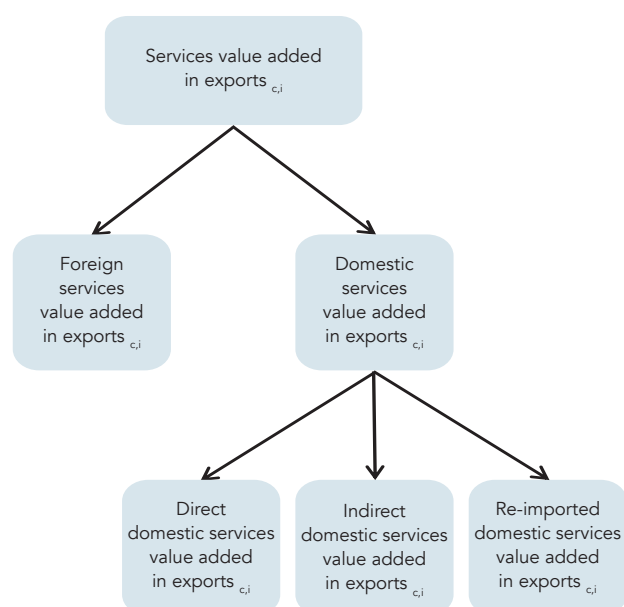 Services value added
in exports c,i
Foreign
services
value added
in exports c,i
Domestic
services
value added
in exports c,i
Direct
domestic services
value added
in exports c,i
Indirect
domestic services
value added
in exports c,i
Re-imported
domestic services
value added
in exports c,i